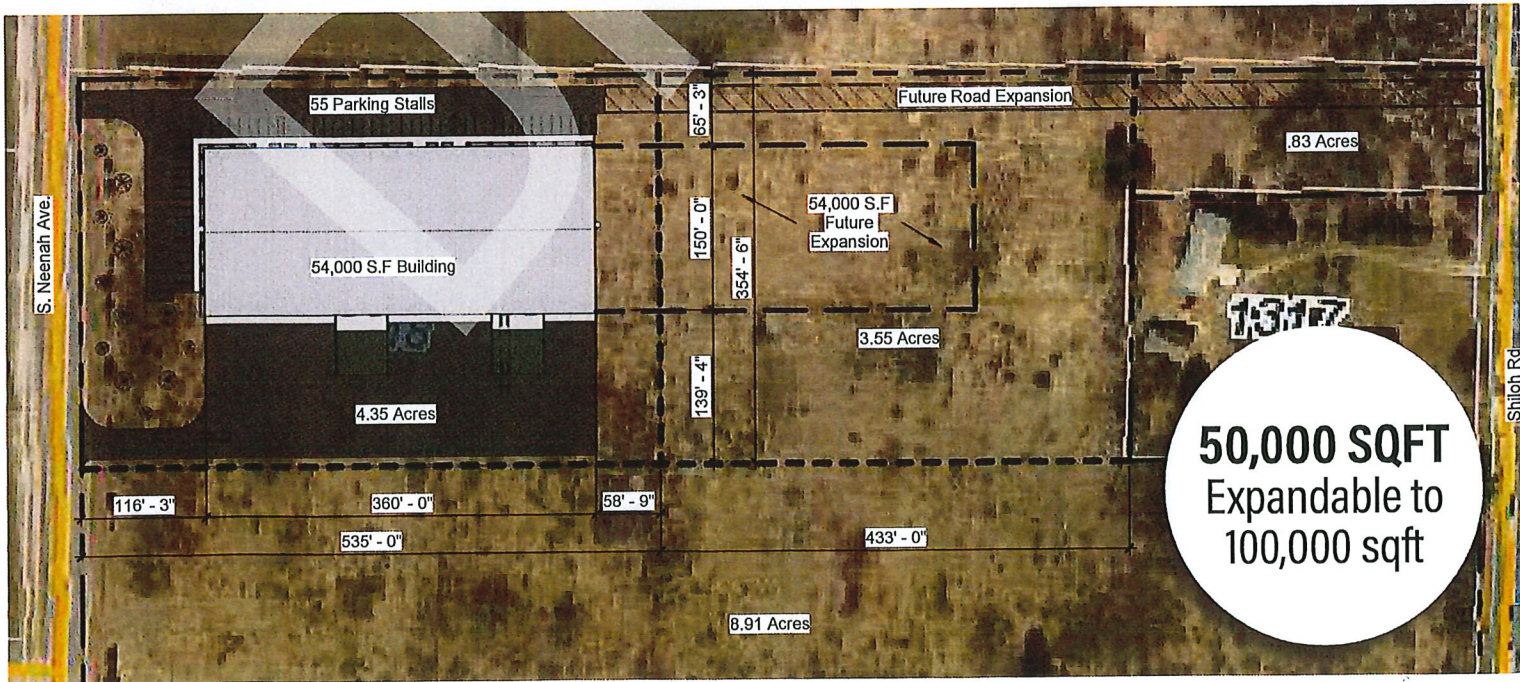 55 Parking Stalls
65' - 3"
Future Road Expansion
.83 Acres
S. Neenah Ave.
54,000 S.F Building
150' - 0"
354' - 6"
54,000 S.F
Future
Expansion
1317
3.55 Acres
139' - 4"
4.35 Acres
Shiloh Rd
50,000 SQFT
Expandable to
100,000 sqft
116' - 3"
360' - 0"
58' - 9"
535' - 0"
433' - 0"
8.91 Acres